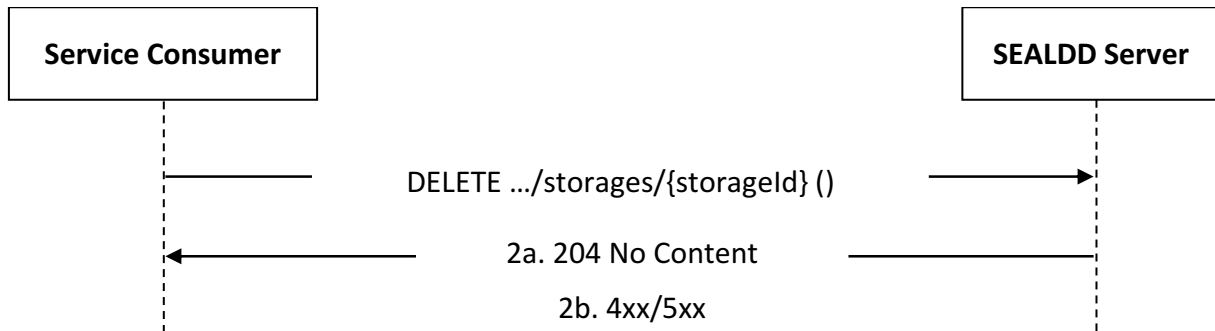 Service Consumer
SEALDD Server
DELETE .../storages/{storageId} ()
2a. 204 No Content
2b. 4xx/5xx